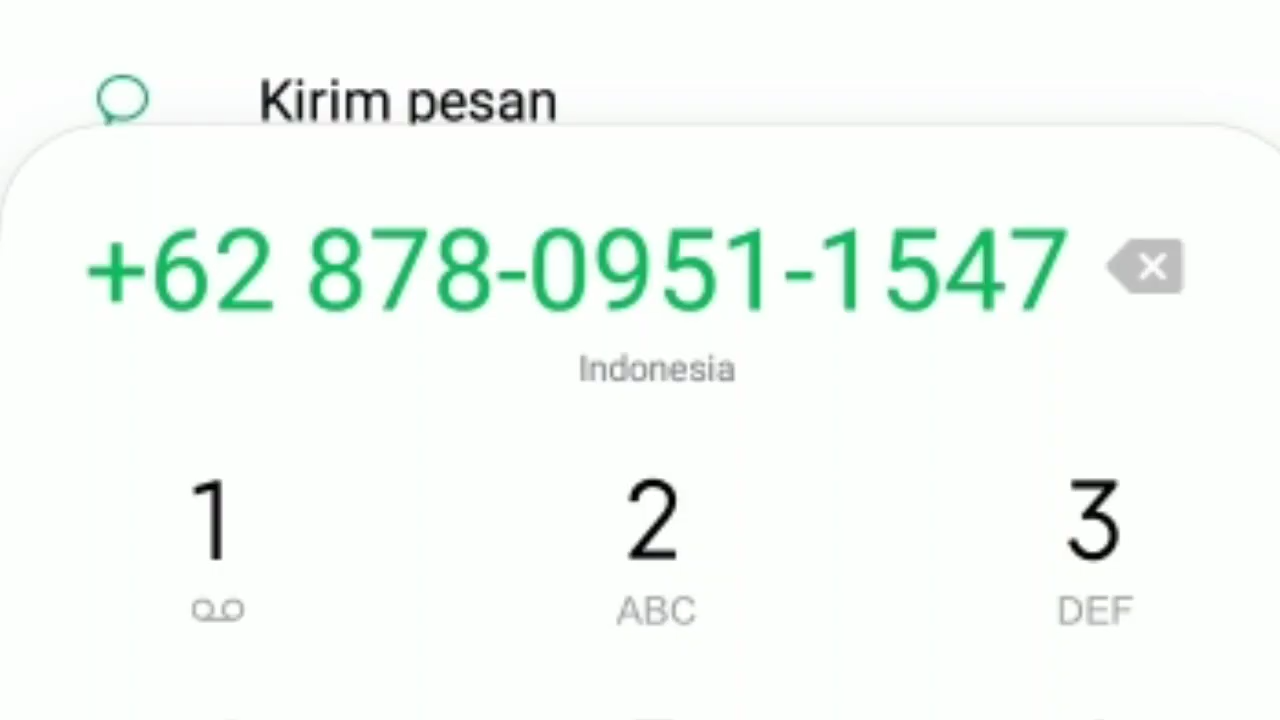 Kirim pesan
+62 878-0951-1547
Indonesia
1 2 3
ABC DEF